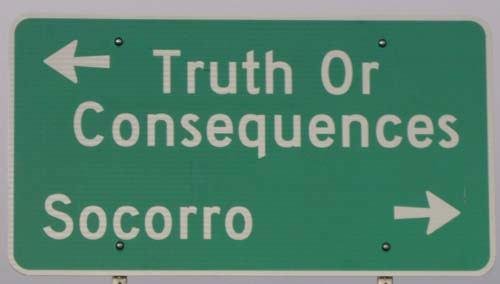 Truth Or
Consequences
Socorro